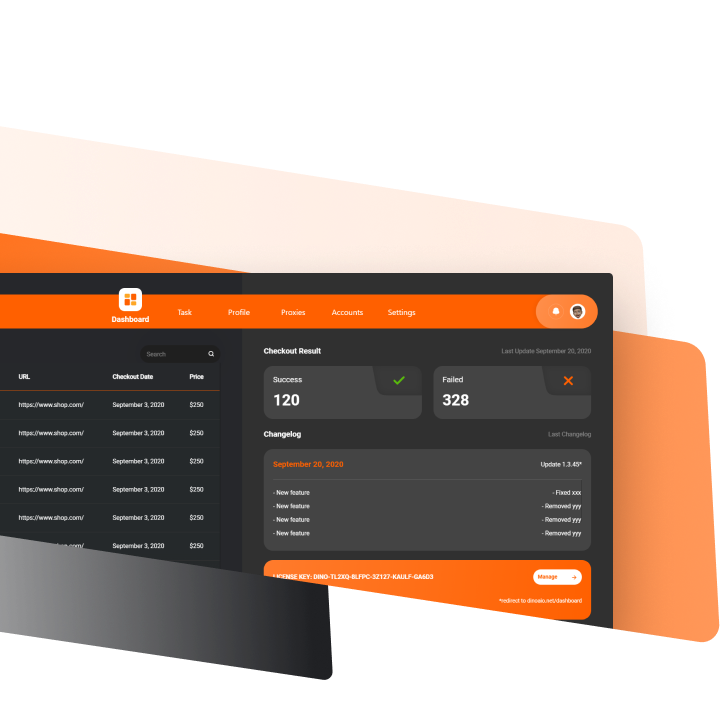 Dashboard
Task
Profile
Proxies
Accounts
Settings
Search
URL Checkout Date Price
https://www.shop.com/ September 3, 2020 $250
https://www.shop.com/ September 3, 2020 $250
https://www.shop.com/ September 3, 2020 $250
https://www.shop.com/ September 3, 2020 $250
https://www.shop.com/ September 3, 2020 $250
September 3, 2020 $250
Checkout Result Last Update September 20, 2020
Success
120
Failed
328
Changelog Last Changelog
September 20, 2020 Update 1.3.45*
- New feature - Fixed xxx
- New feature - Removed yyy
- New feature - Removed yyy
- New feature - Removed yyy
LICENSE KEY: DINO-TL2XQ-8LFPC-3Z127-KAULF-GA6D3
Manage
*redirect to dinosaio.net/dashboard